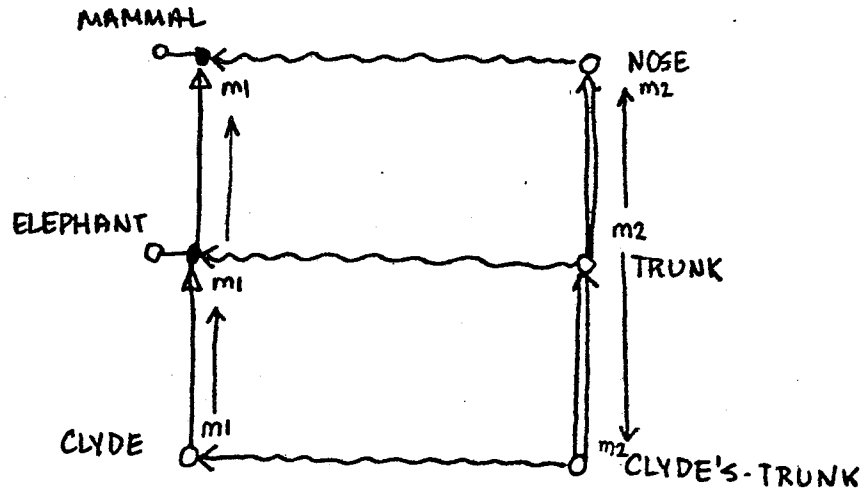 MAMMAL
NOSE
m1
m2
ELEPHANT
m2
TRUNK
m1
CLYDE
m1
m2
CLYDE'S-TRUNK